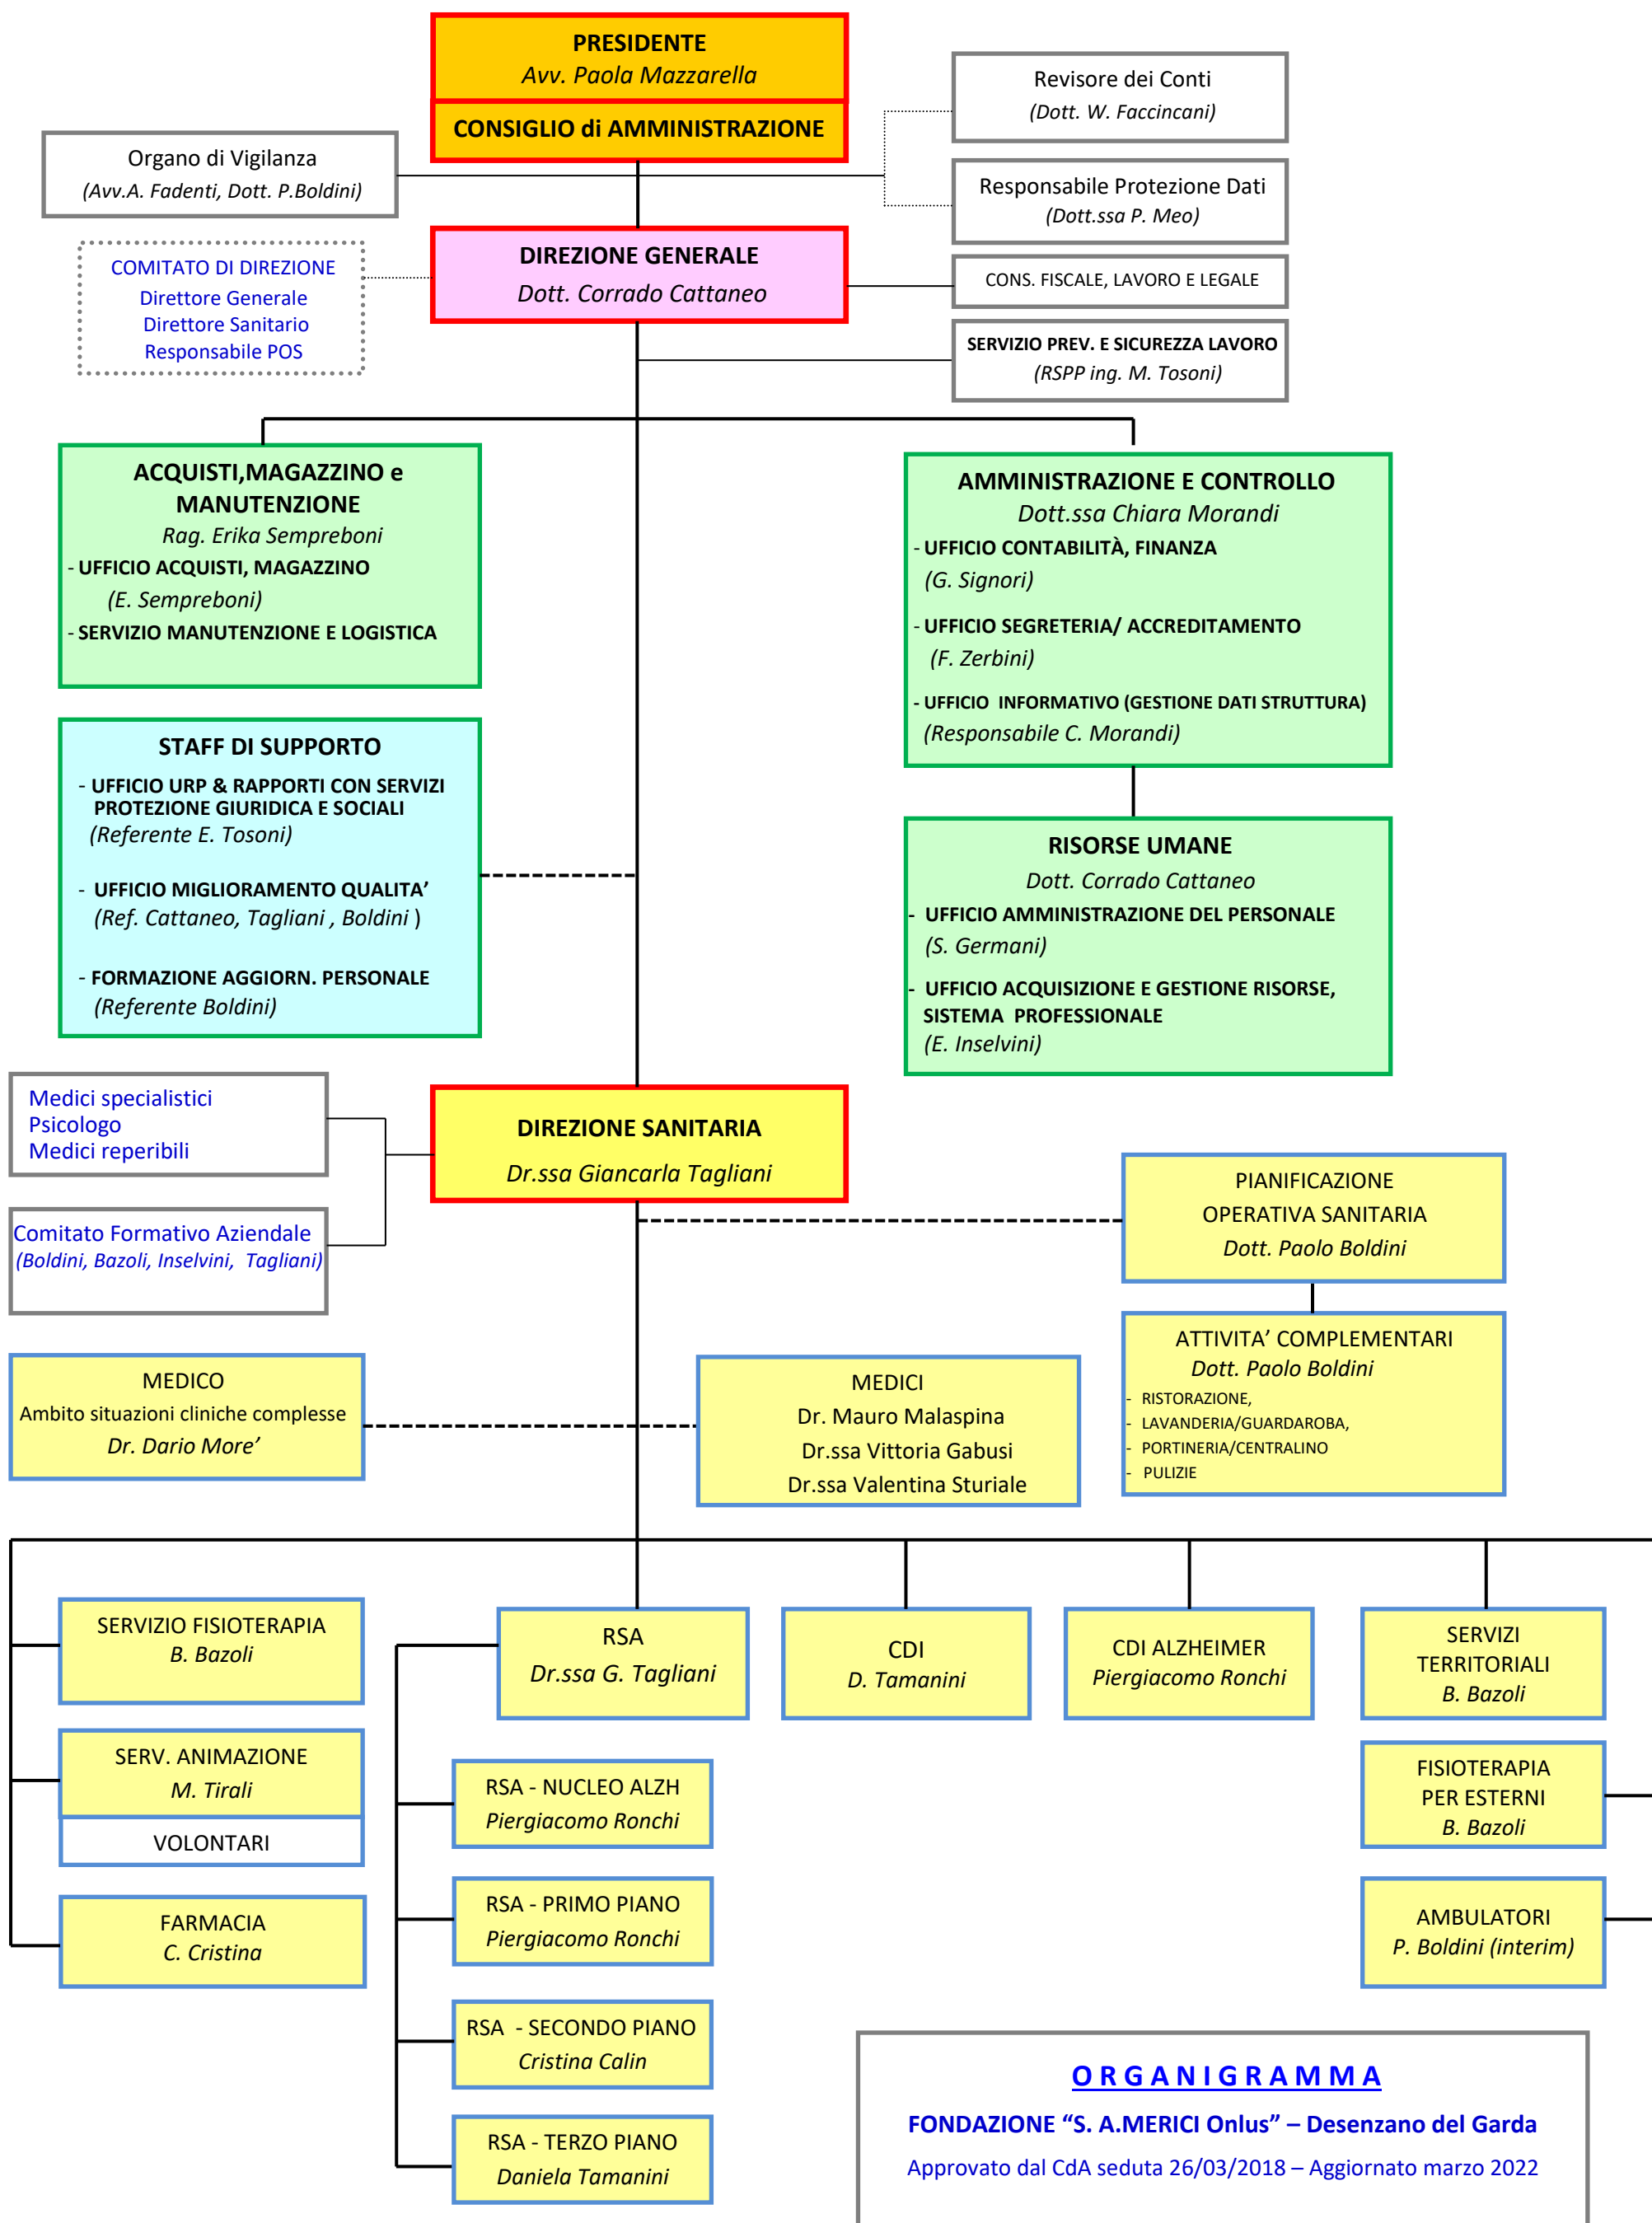 PRESIDENTE
Avv. Paola Mazzarella
CONSIGLIO di AMMINISTRAZIONE
Revisore dei Conti
(Dott. W. Faccincani)
Organo di Vigilanza
(Avv.A. Fadenti, Dott. P.Boldini)
Responsabile Protezione Dati
(Dott.ssa P. Meo)
COMITATO DI DIREZIONE
Direttore Generale
Direttore Sanitario
Responsabile POS
DIREZIONE GENERALE
Dott. Corrado Cattaneo
CONS. FISCALE, LAVORO E LEGALE
SERVIZIO PREV. E SICUREZZA LAVORO
(RSPP ing. M. Tosoni)
ACQUISTI,MAGAZZINO e
MANUTENZIONE
Rag. Erika Sempreboni
- UFFICIO ACQUISTI, MAGAZZINO
(E. Sempreboni)
- SERVIZIO MANUTENZIONE E LOGISTICA
AMMINISTRAZIONE E CONTROLLO
Dott.ssa Chiara Morandi
- UFFICIO CONTABILITÀ, FINANZA
(G. Signori)
- UFFICIO SEGRETERIA/ ACCREDITAMENTO
(F. Zerbini)
- UFFICIO INFORMATIVO (GESTIONE DATI STRUTTURA)
(Responsabile C. Morandi)
STAFF DI SUPPORTO
- UFFICIO URP & RAPPORTI CON SERVIZI
PROTEZIONE GIURIDICA E SOCIALI
(Referente E. Tosoni)
- UFFICIO MIGLIORAMENTO QUALITA’
(Ref. Cattaneo, Tagliani , Boldini )
- FORMAZIONE AGGIORN. PERSONALE
(Referente Boldini)
RISORSE UMANE
Dott. Corrado Cattaneo
- UFFICIO AMMINISTRAZIONE DEL PERSONALE
(S. Germani)
- UFFICIO ACQUISIZIONE E GESTIONE RISORSE,
SISTEMA PROFESSIONALE
(E. Inselvini)
Medici specialistici
Psicologo
Medici reperibili
DIREZIONE SANITARIA
Dr.ssa Giancarla Tagliani
Comitato Formativo Aziendale
(Boldini, Bazoli, Inselvini, Tagliani)
PIANIFICAZIONE
OPERATIVA SANITARIA
Dott. Paolo Boldini
ATTIVITA’ COMPLEMENTARI
Dott. Paolo Boldini
- RISTORAZIONE,
- LAVANDERIA/GUARDAROBA,
- PORTINERIA/CENTRALINO
- PULIZIE
MEDICO
Ambito situazioni cliniche complesse
Dr. Dario More’
MEDICI
Dr. Mauro Malaspina
Dr.ssa Vittoria Gabusi
Dr.ssa Valentina Sturiale
SERVIZIO FISIOTERAPIA
B. Bazoli
SERV. ANIMAZIONE
M. Tirali
VOLONTARI
FARMACIA
C. Cristina
RSA
Dr.ssa G. Tagliani
RSA - NUCLEO ALZH
Piergiacomo Ronchi
RSA - PRIMO PIANO
Piergiacomo Ronchi
RSA - SECONDO PIANO
Cristina Calin
RSA - TERZO PIANO
Daniela Tamanini
CDI
D. Tamanini
CDI ALZHEIMER
Piergiacomo Ronchi
SERVIZI
TERRITORIALI
B. Bazoli
FISIOTERAPIA
PER ESTERNI
B. Bazoli
AMBULATORI
P. Boldini (interim)
O R G A N I G R A M M A
FONDAZIONE “S. A.MERICI Onlus” – Desenzano del Garda
Approvato dal CdA seduta 26/03/2018 – Aggiornato marzo 2022